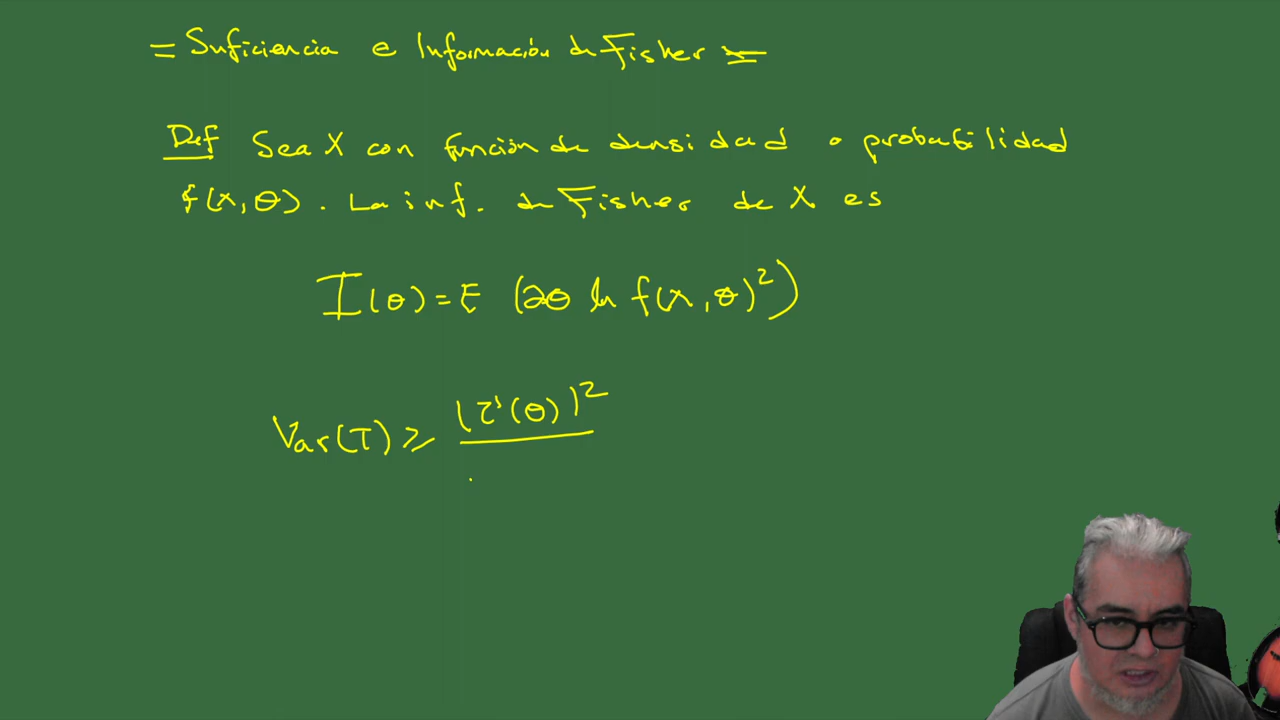 = Suficiencia e Información de Fisher =
Def Sea X con función de densidad o probabilidad
f(x, θ). La inf. de Fisher de X es
I(θ) = E (∂θ ln f(x, θ)²)
Var(T) ≥ (τ'(θ))²